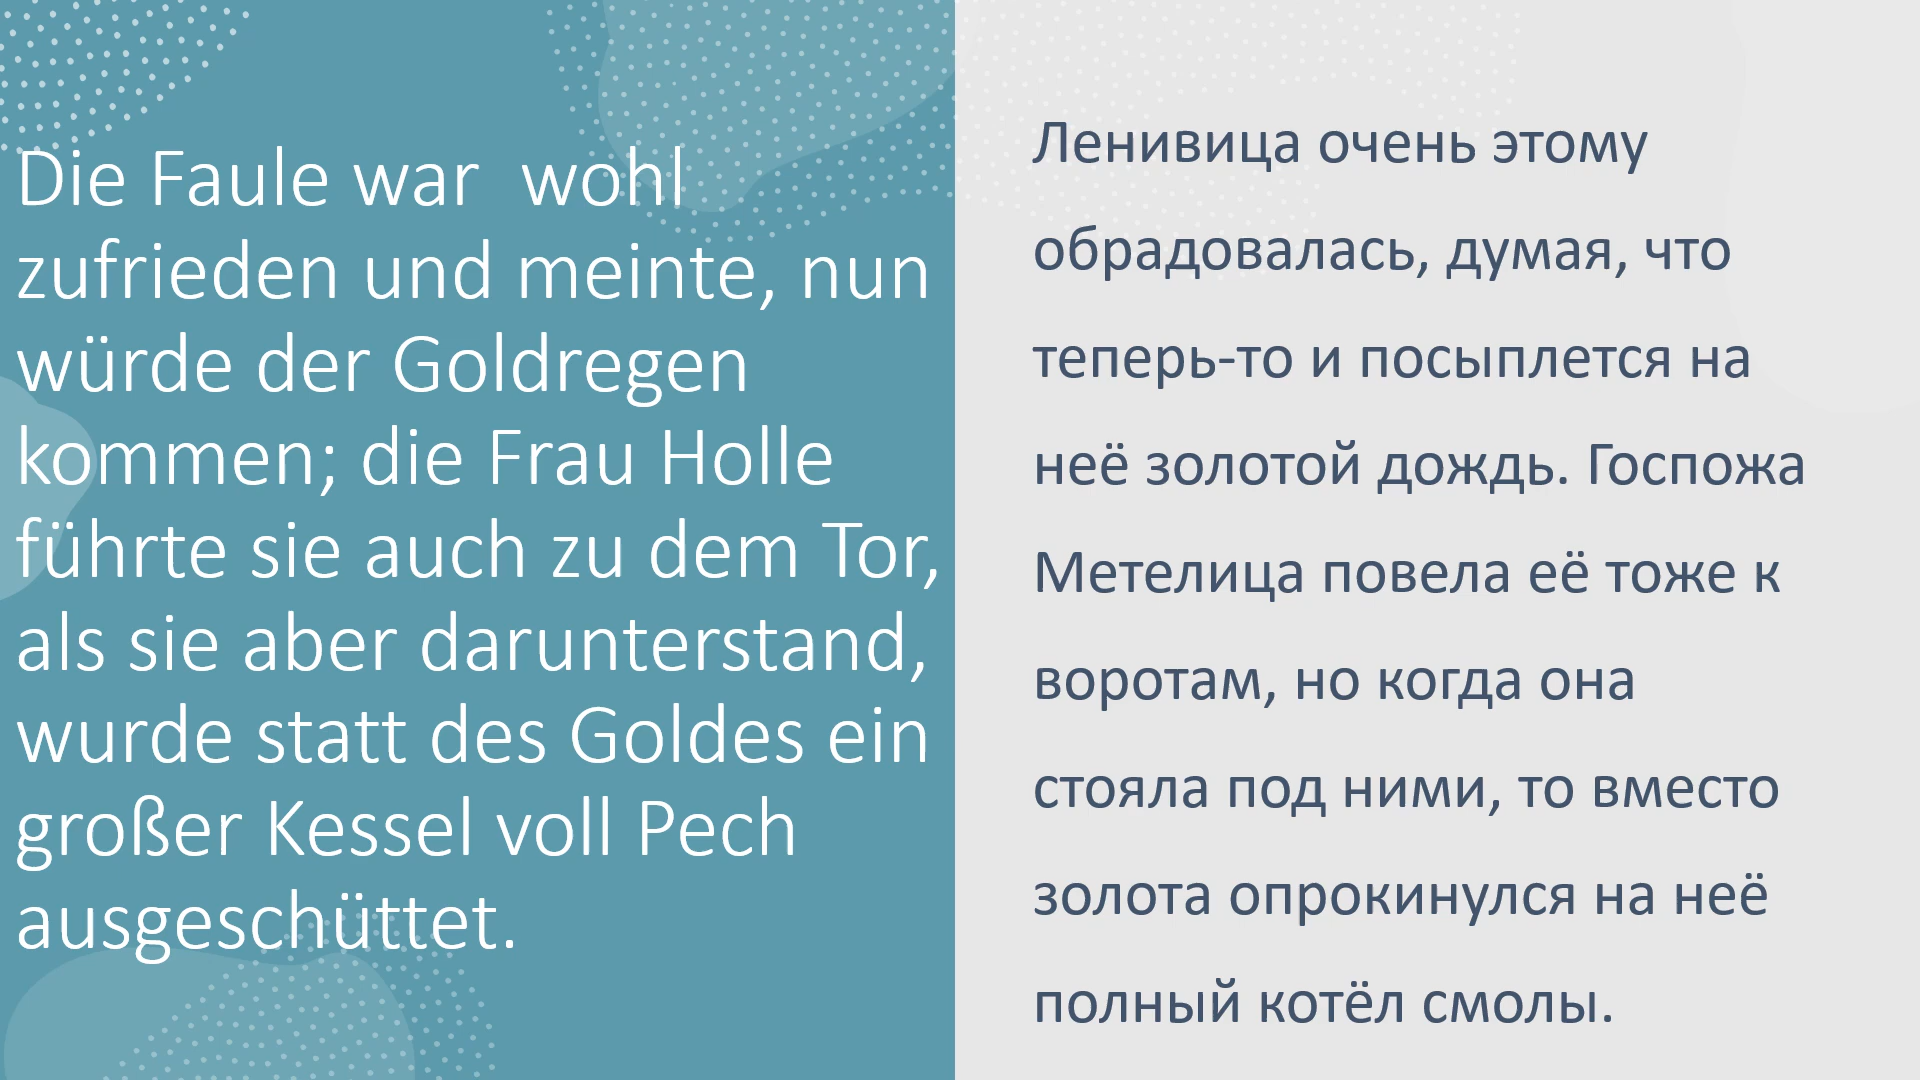 Die Faule war  wohl
zufrieden und meinte, nun
würde der Goldregen
kommen; die Frau Holle
führte sie auch zu dem Tor,
als sie aber darunterstand,
wurde statt des Goldes ein
großer Kessel voll Pech
ausgeschüttet.
Ленивица очень этому
обрадовалась, думая, что
теперь-то и посыплется на
неё золотой дождь. Госпожа
Метелица повела её тоже к
воротам, но когда она
стояла под ними, то вместо
золота опрокинулся на неё
полный котёл смолы.